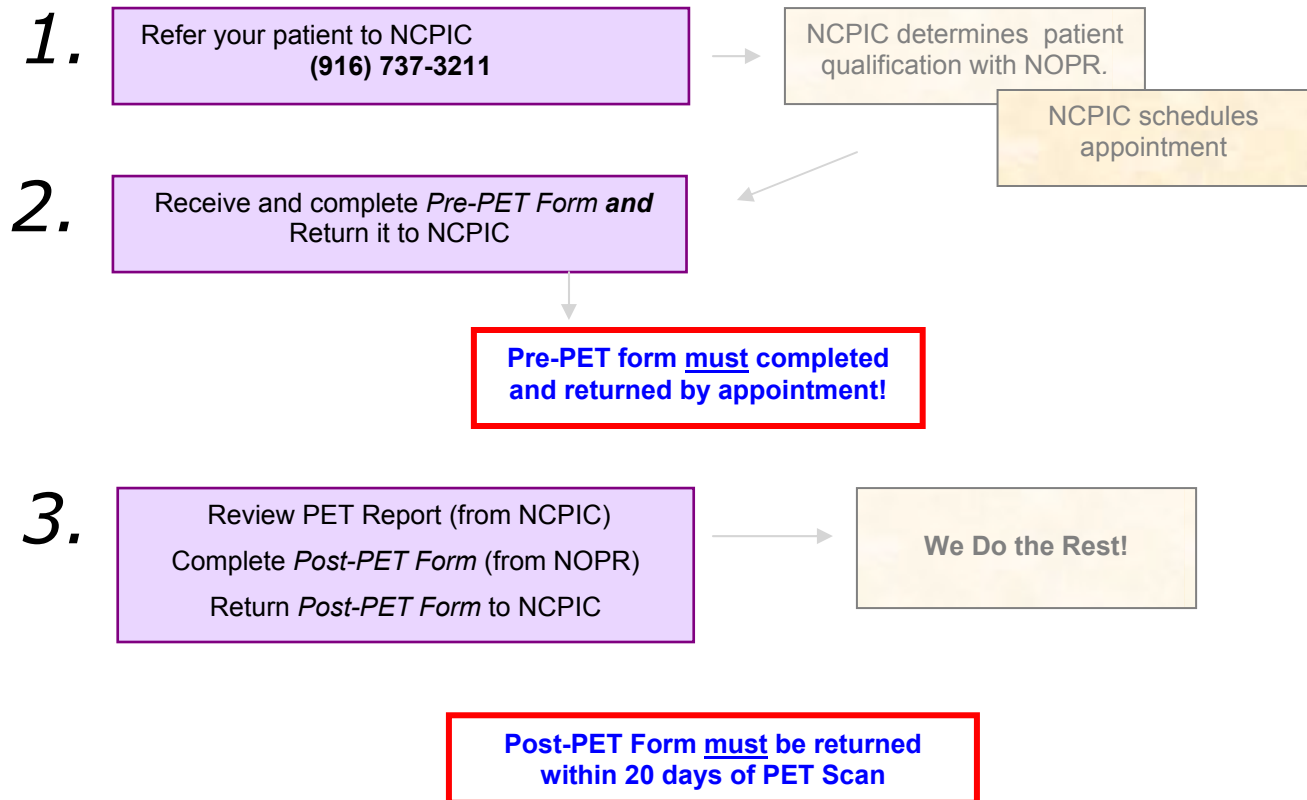 1.
Refer your patient to NCPIC
(916) 737-3211
NCPIC determines patient
qualification with NOPR.
NCPIC schedules
appointment
2.
Receive and complete Pre-PET Form and
Return it to NCPIC
Pre-PET form must completed
and returned by appointment!
3.
Review PET Report (from NCPIC)
Complete Post-PET Form (from NOPR)
Return Post-PET Form to NCPIC
We Do the Rest!
Post-PET Form must be returned
within 20 days of PET Scan